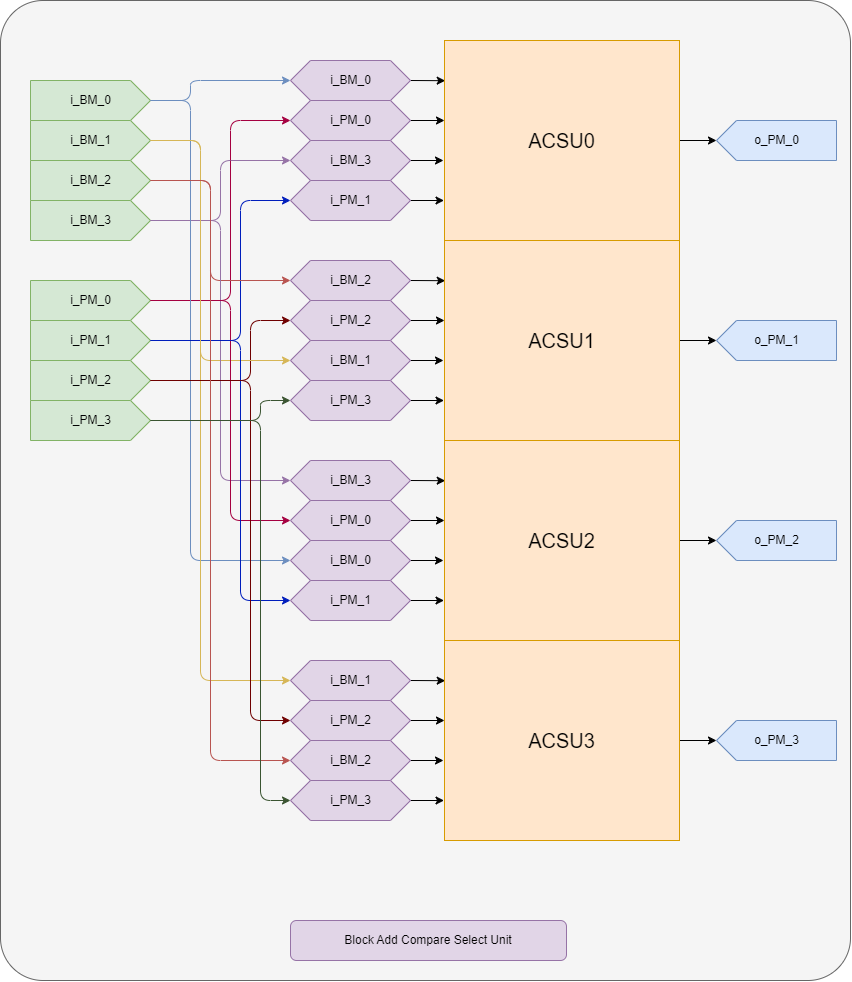 i_BM_0
i_BM_1
i_BM_2
i_BM_3
i_PM_0
i_PM_1
i_PM_2
i_PM_3
i_BM_0
i_PM_0
i_BM_3
i_PM_1
i_BM_2
i_PM_2
i_BM_1
i_PM_3
i_BM_3
i_PM_0
i_BM_0
i_PM_1
i_BM_1
i_PM_2
i_BM_2
i_PM_3
ACSU0
ACSU1
ACSU2
ACSU3
o_PM_0
o_PM_1
o_PM_2
o_PM_3
Block Add Compare Select Unit